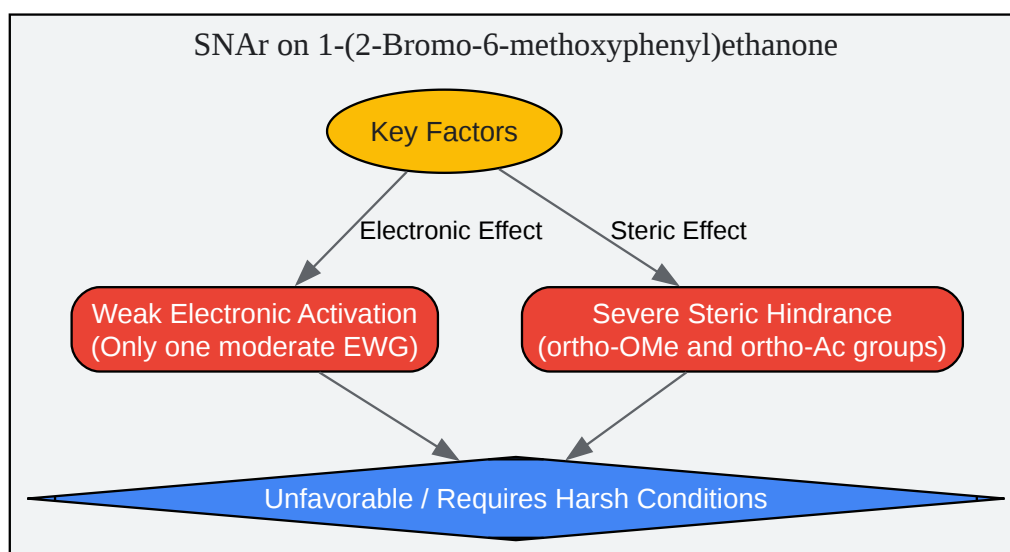 SNAr on 1-(2-Bromo-6-methoxyphenyl)ethanone
Key Factors
Electronic Effect
Steric Effect
Weak Electronic Activation
(Only one moderate EWG)
Severe Steric Hindrance
(ortho-OMe and ortho-Ac groups)
Unfavorable / Requires Harsh Conditions